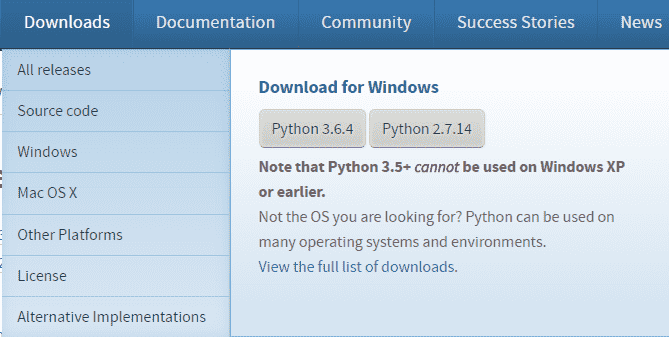 Downloads Documentation Community Success Stories News
All releases
Source code
Windows
Mac OS X
Other Platforms
License
Alternative Implementations
Download for Windows
Python 3.6.4 Python 2.7.14
Note that Python 3.5+ cannot be used on Windows XP
or earlier.
Not the OS you are looking for? Python can be used on
many operating systems and environments.
View the full list of downloads.